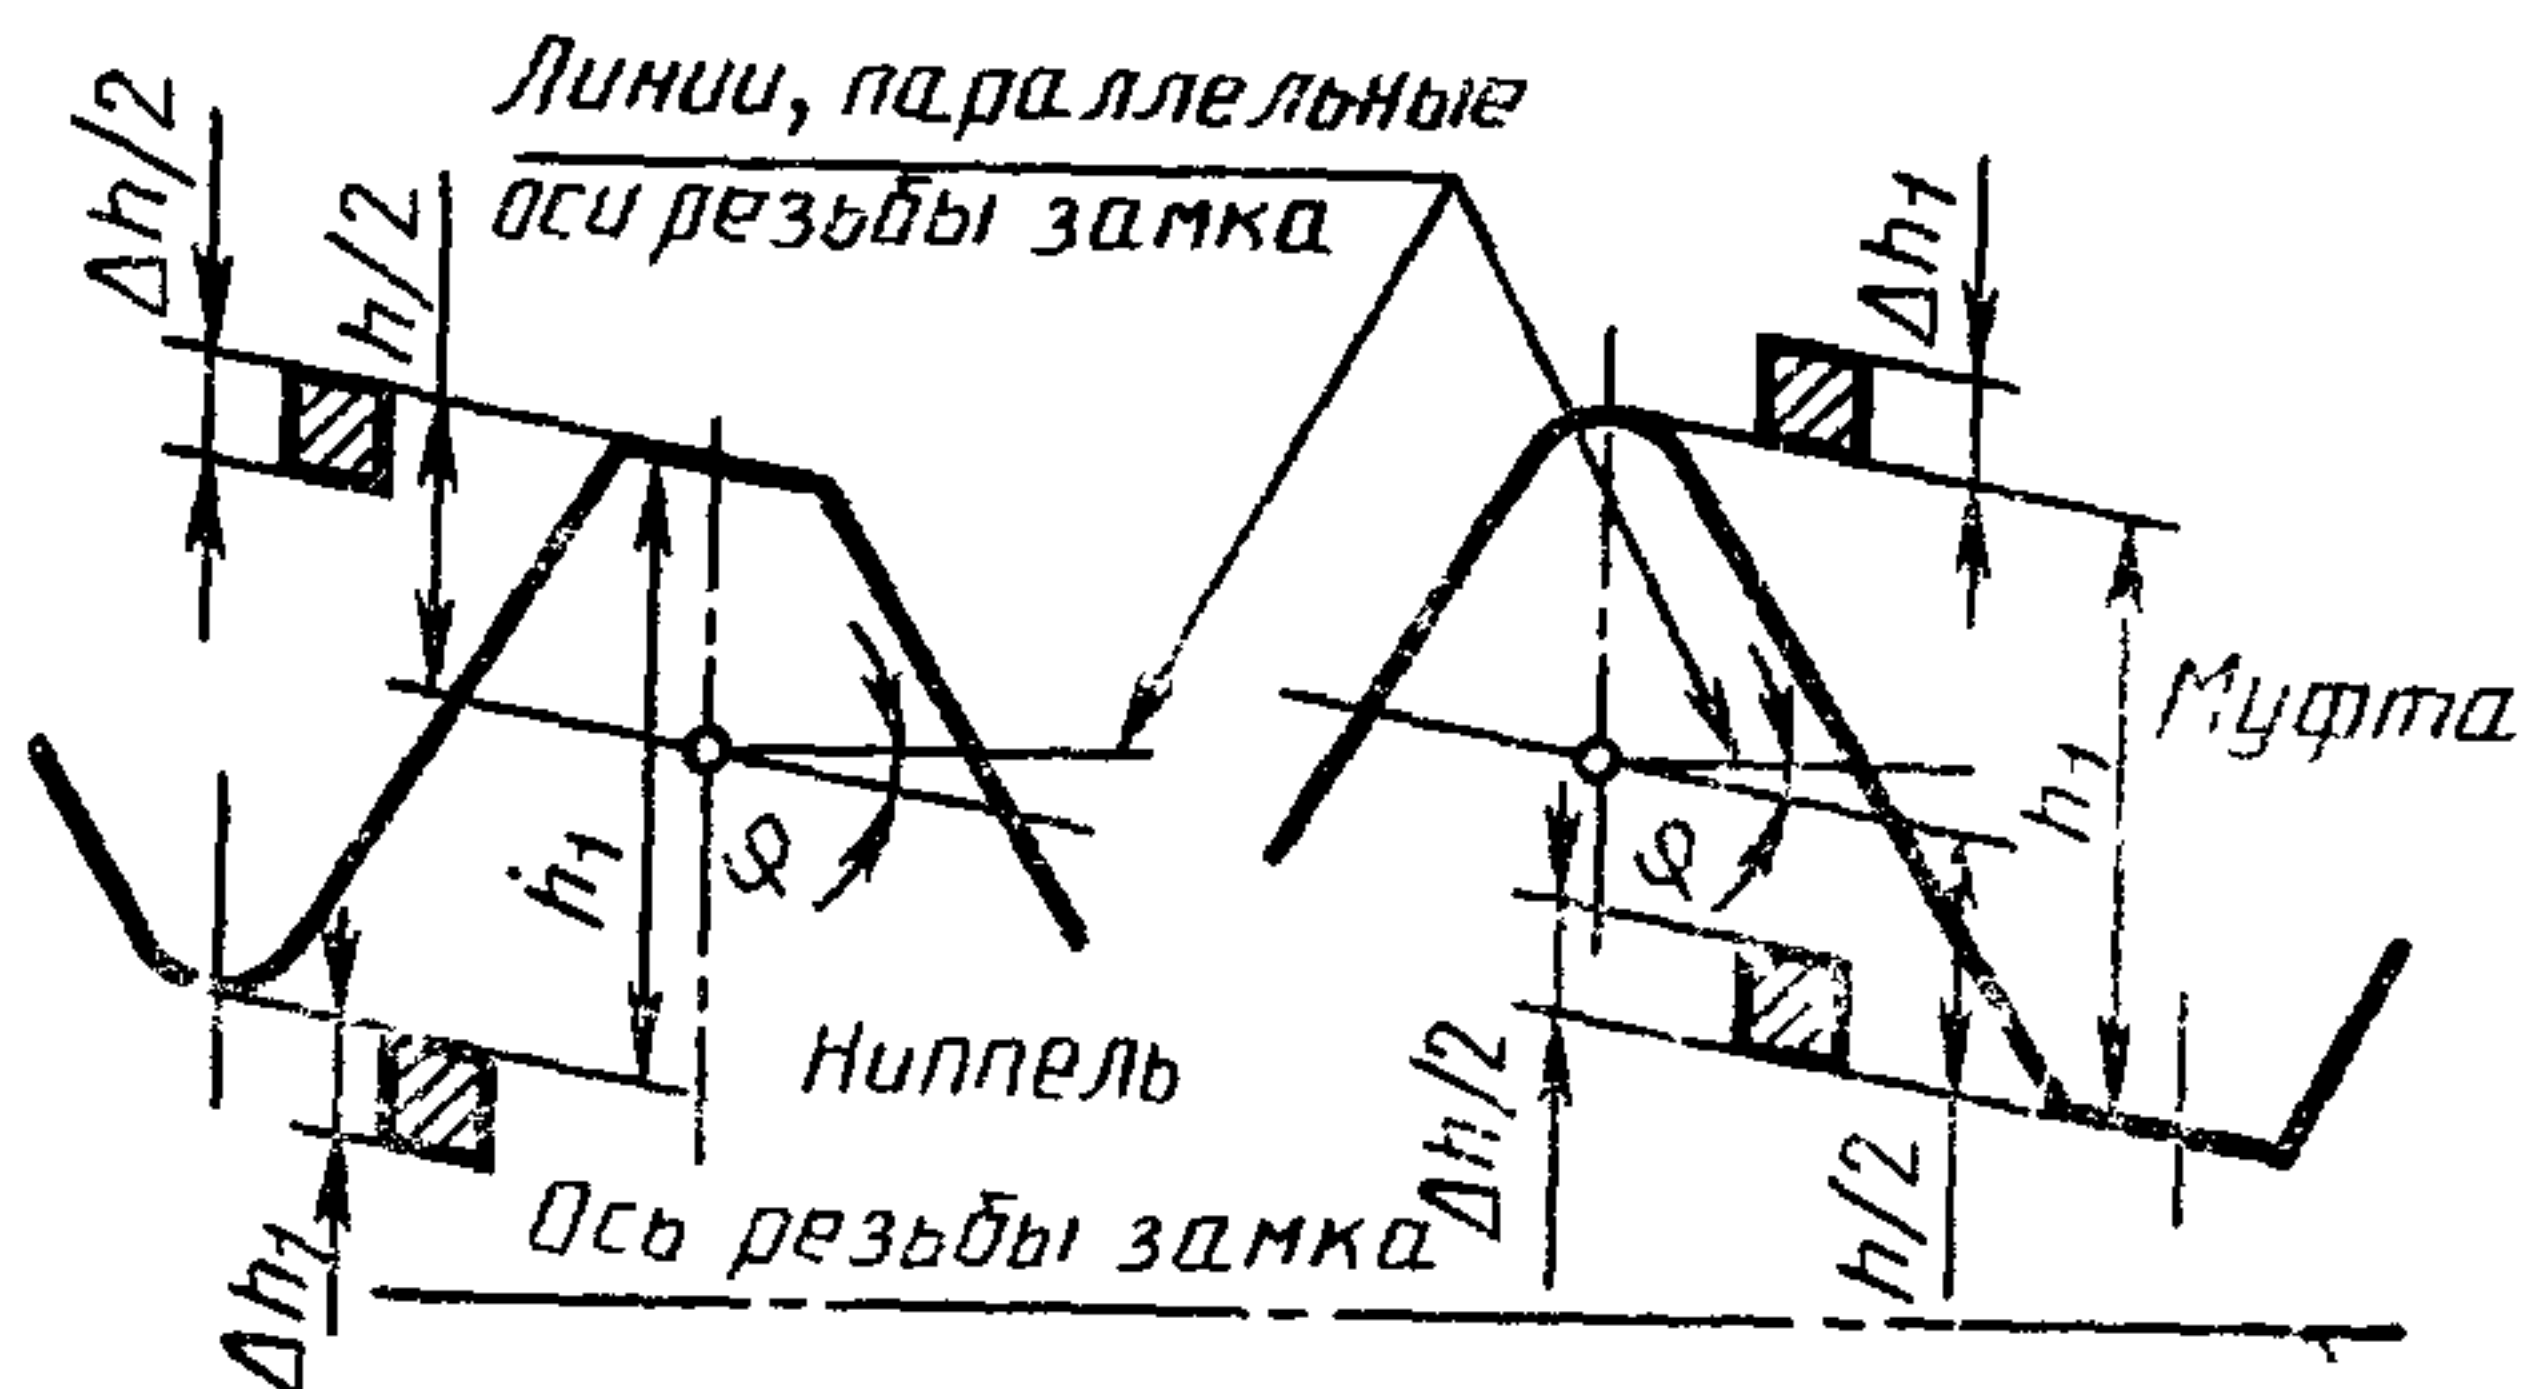 Линии, параллельные
оси резьбы замка
Δh/2
h/2
Δh1
h1
φ
Ниппель
Δh1
Муфта
h1
φ
Δh/2
h/2
Ось резьбы замка